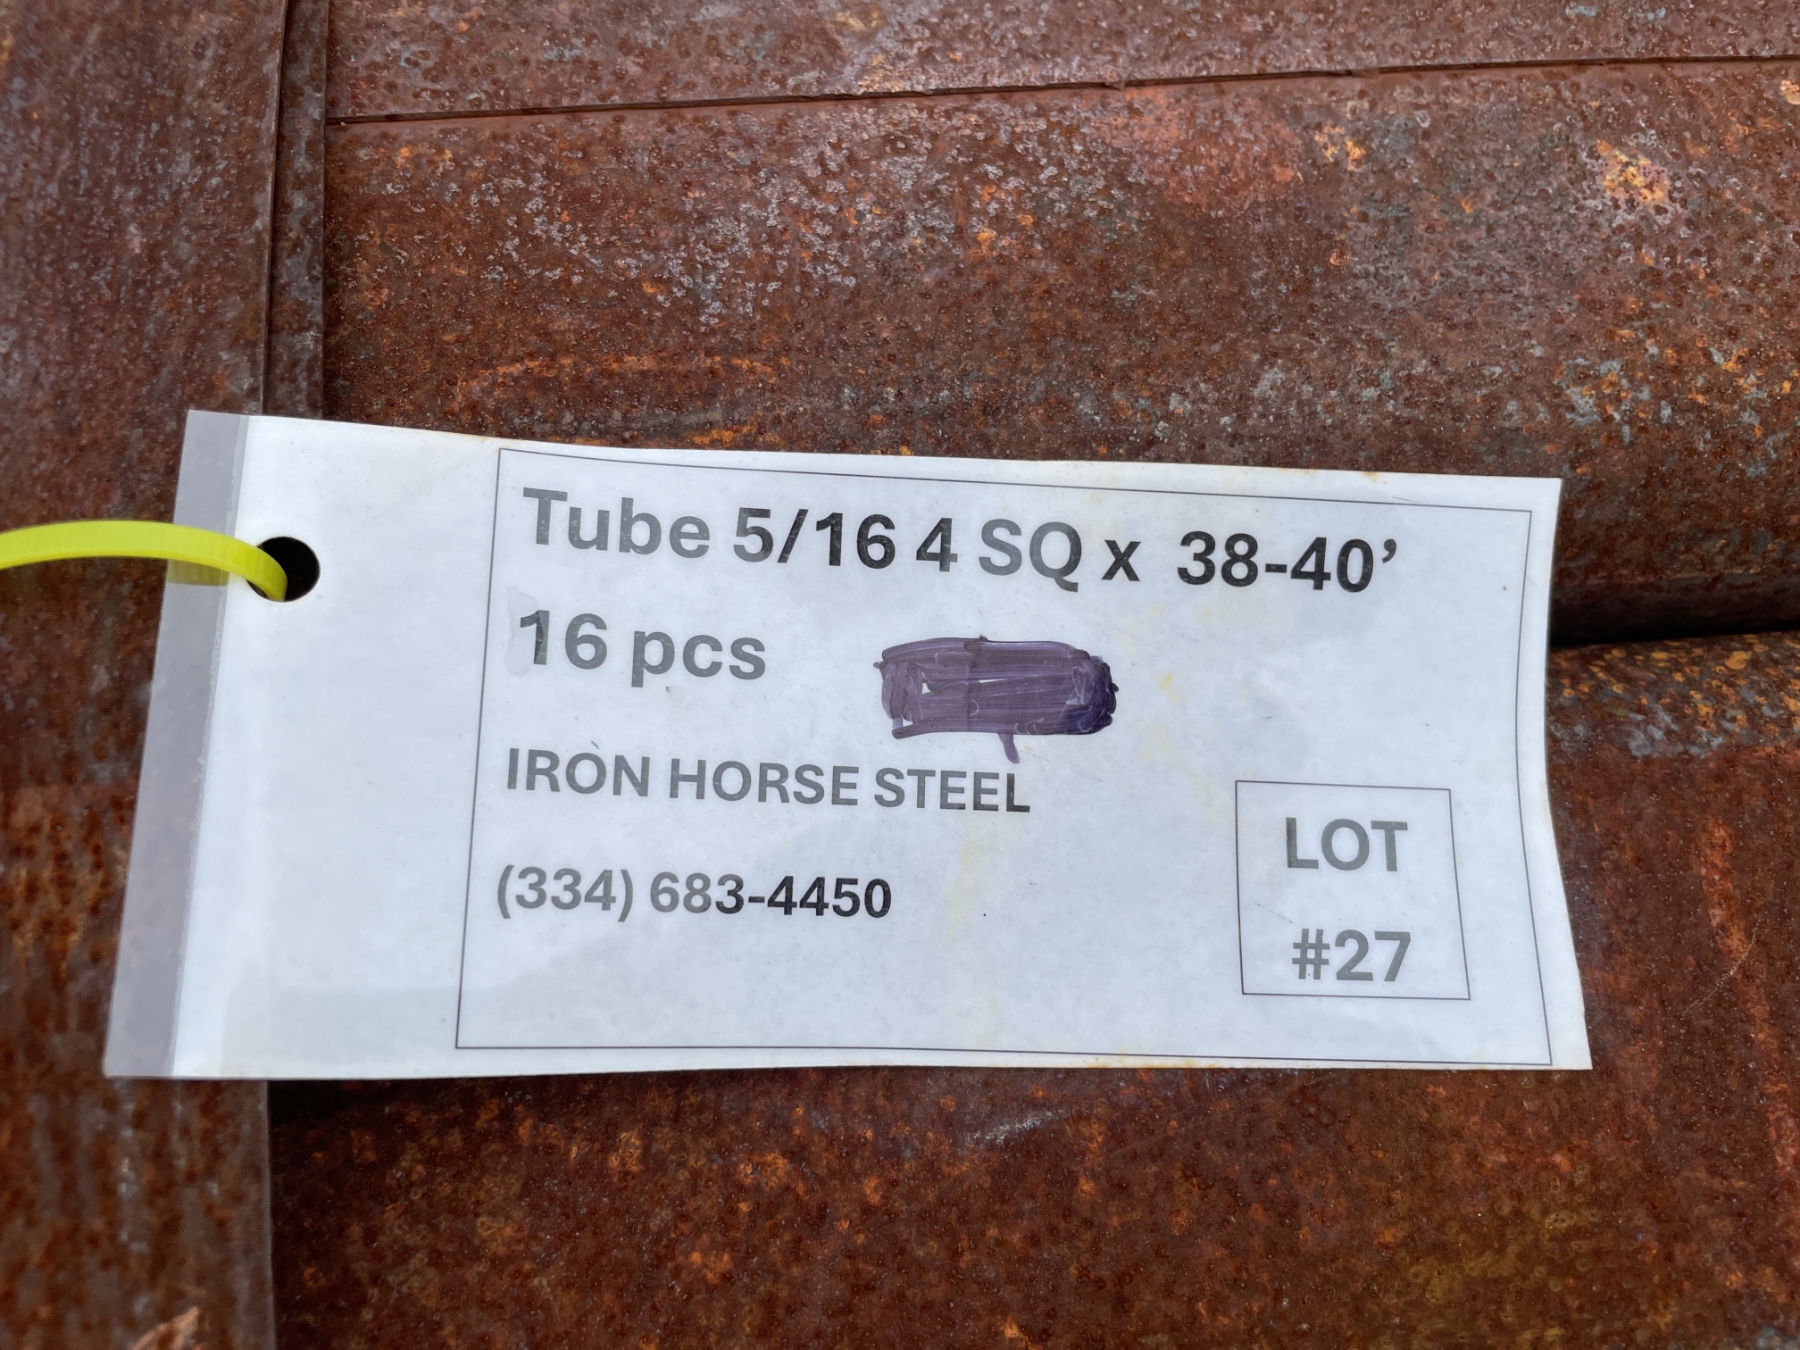 Tube 5/16 4 SQ x 38-40’
16 pcs
IRON HORSE STEEL
(334) 683-4450
LOT
#27